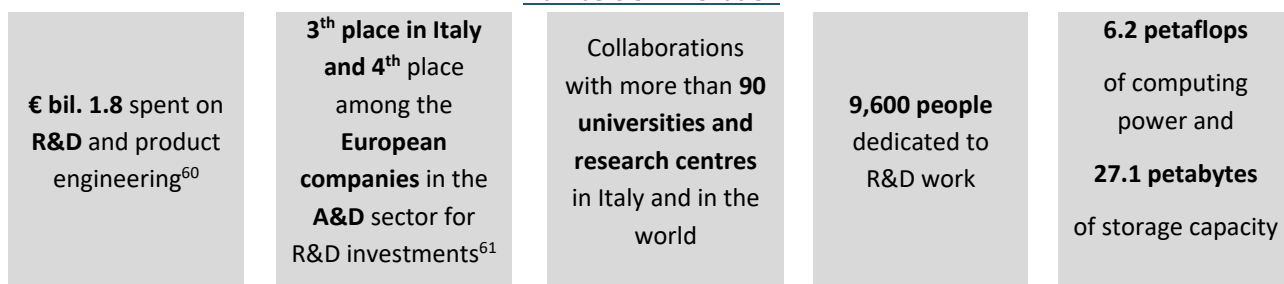 € bil. 1.8 spent on
R&D and product
engineering60
3th place in Italy
and 4th place
among the
European
companies in the
A&D sector for
R&D investments61
Collaborations
with more than 90
universities and
research centres
in Italy and in the
world
9,600 people
dedicated to
R&D work
6.2 petaflops
of computing
power and
27.1 petabytes
of storage capacity